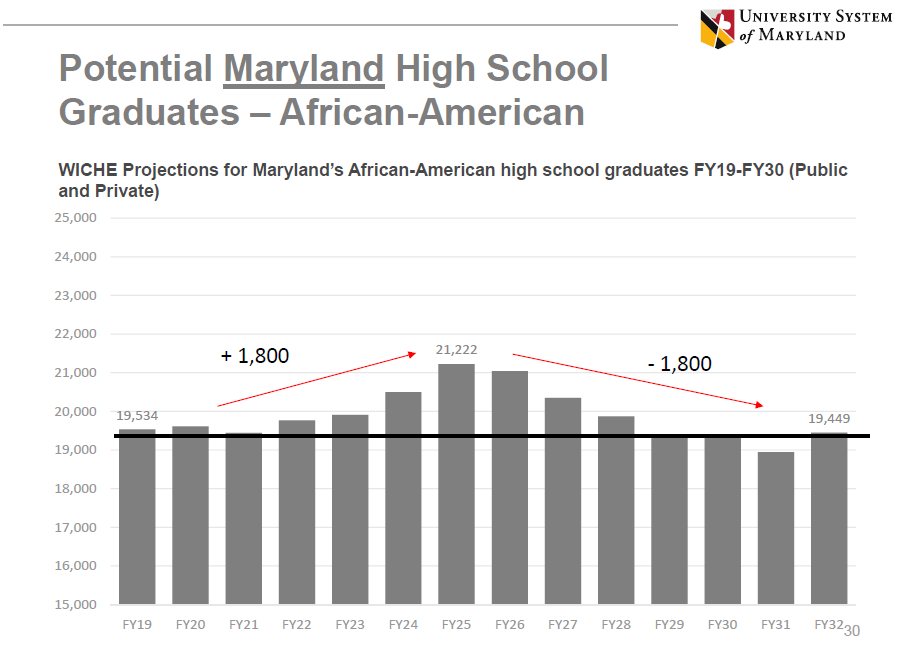 UNIVERSITY SYSTEM
of MARYLAND
Potential Maryland High School
Graduates – African-American
WICHE Projections for Maryland’s African-American high school graduates FY19-FY30 (Public
and Private)
25,000
24,000
23,000
22,000
21,000
20,000
19,000
18,000
17,000
16,000
15,000
+ 1,800
21,222
- 1,800
19,534
19,449
FY19 FY20 FY21 FY22 FY23 FY24 FY25 FY26 FY27 FY28 FY29 FY30 FY31 FY32
30